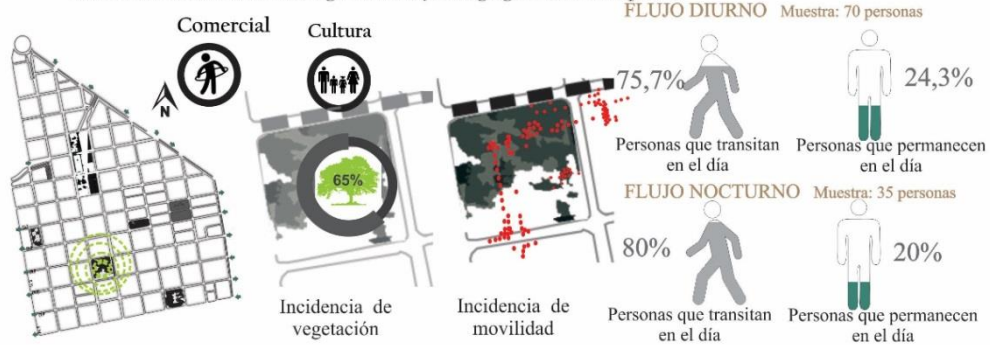 Comercial
Cultura
N
65%
Incidencia de
vegetación
Incidencia de
movilidad
FLUJO DIURNO Muestra: 70 personas
75,7%
24,3%
Personas que transitan
en el día
Personas que permanecen
en el día
FLUJO NOCTURNO Muestra: 35 personas
80%
20%
Personas que transitan
en el día
Personas que permanecen
en el día